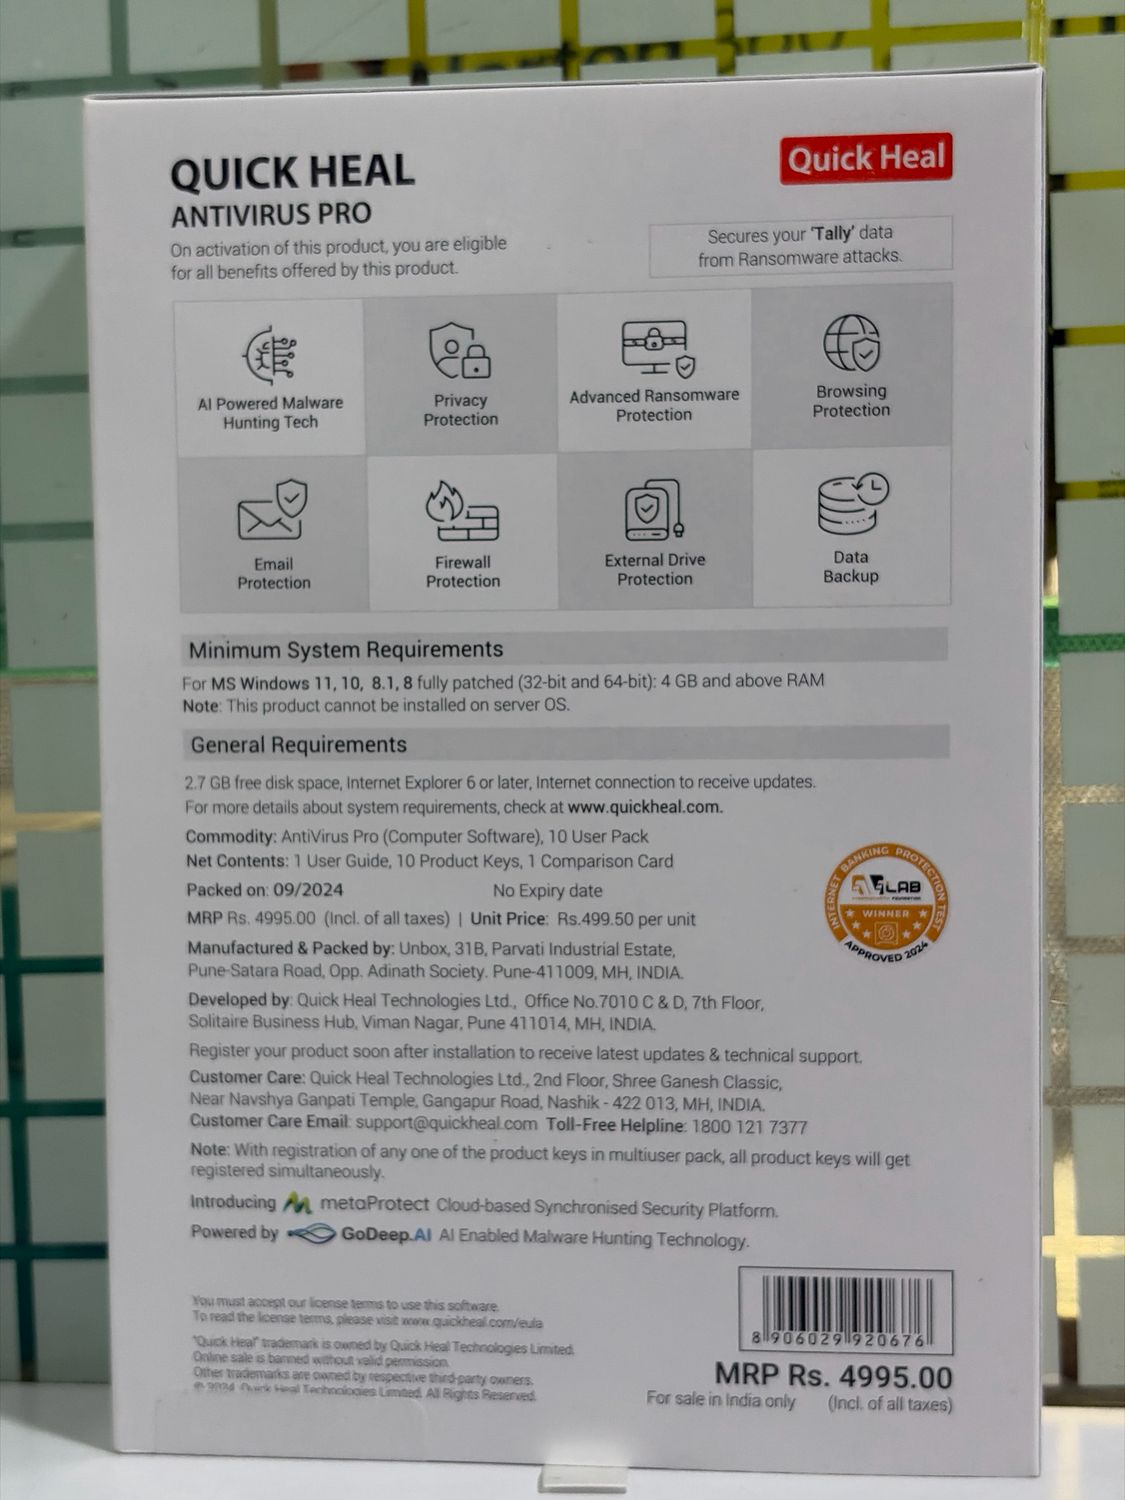 Norton 360
QUICK HEAL
ANTIVIRUS PRO
On activation of this product, you are eligible
for all benefits offered by this product.
Quick Heal
Secures your 'Tally' data
from Ransomware attacks.
AI Powered Malware
Hunting Tech
Privacy
Protection
Advanced Ransomware
Protection
Browsing
Protection
Email
Protection
Firewall
Protection
External Drive
Protection
Data
Backup
Minimum System Requirements
For MS Windows 11, 10, 8.1, 8 fully patched (32-bit and 64-bit): 4 GB and above RAM
Note: This product cannot be installed on server OS.
General Requirements
2.7 GB free disk space, Internet Explorer 6 or later, Internet connection to receive updates.
For more details about system requirements, check at www.quickheal.com.
Commodity: AntiVirus Pro (Computer Software), 10 User Pack
Net Contents: 1 User Guide, 10 Product Keys, 1 Comparison Card
Packed on: 09/2024 No Expiry date
MRP Rs. 4995.00 (Incl. of all taxes) | Unit Price: Rs.499.50 per unit
INTERNET BANKING PROTECTION TEST
AVLAB
WINNER
APPROVED 2024
Manufactured & Packed by: Unbox, 31B, Parvati Industrial Estate,
Pune-Satara Road, Opp. Adinath Society. Pune-411009, MH, INDIA.
Developed by: Quick Heal Technologies Ltd., Office No.7010 C & D, 7th Floor,
Solitaire Business Hub, Viman Nagar, Pune 411014, MH, INDIA.
Register your product soon after installation to receive latest updates & technical support.
Customer Care: Quick Heal Technologies Ltd., 2nd Floor, Shree Ganesh Classic,
Near Navshya Ganpati Temple, Gangapur Road, Nashik - 422 013, MH, INDIA.
Customer Care Email: support@quickheal.com Toll-Free Helpline: 1800 121 7377
Note: With registration of any one of the product keys in multiuser pack, all product keys will get
registered simultaneously.
Introducing metaProtect Cloud-based Synchronised Security Platform.
Powered by GoDeep.AI AI Enabled Malware Hunting Technology.
You must accept our license terms to use this software.
To read the license terms, please visit www.quickheal.com/eula
"Quick Heal" trademark is owned by Quick Heal Technologies Limited.
Online sale is banned without valid permission.
Other trademarks are owned by respective third-party owners.
© 2024 Quick Heal Technologies Limited. All Rights Reserved.
8 906029 920676
MRP Rs. 4995.00
For sale in India only (Incl. of all taxes)